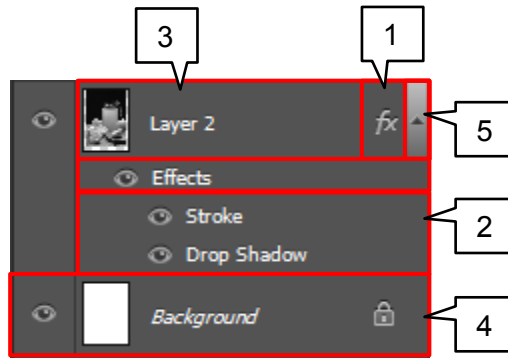 3
1
Layer 2
fx
5
Effects
Stroke
2
Drop Shadow
Background
4